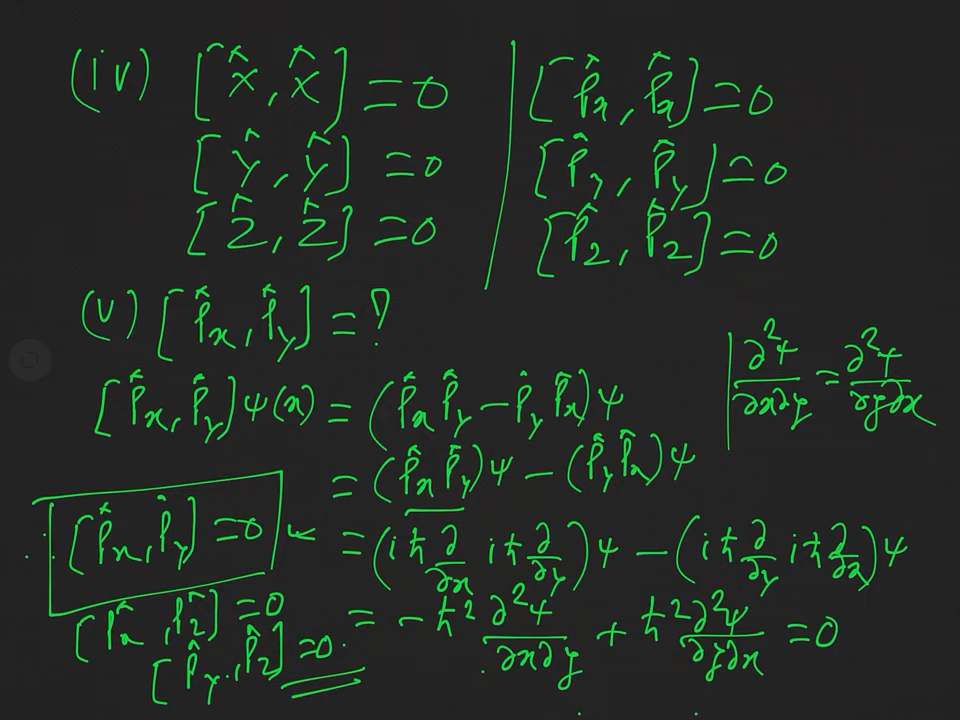 (iv) [x̂, x̂] = 0 | [p̂x, p̂x] = 0
[ŷ, ŷ] = 0 | [p̂y, p̂y] = 0
[ẑ, ẑ] = 0 | [p̂z, p̂z] = 0
(v) [p̂x, p̂y] = ?
| ∂²ψ/∂x∂y = ∂²ψ/∂y∂x
[p̂x, p̂y] ψ(x) = (p̂x p̂y − p̂y p̂x) ψ
= (p̂x p̂y) ψ − (p̂y p̂x) ψ
∴ [p̂x, p̂y] = 0 ← = (iħ ∂/∂x iħ ∂/∂y) ψ − (iħ ∂/∂y iħ ∂/∂x) ψ
[p̂x, p̂z] = 0 = −ħ² ∂²ψ/∂x∂y + ħ² ∂²ψ/∂y∂x = 0
[p̂y, p̂z] = 0.